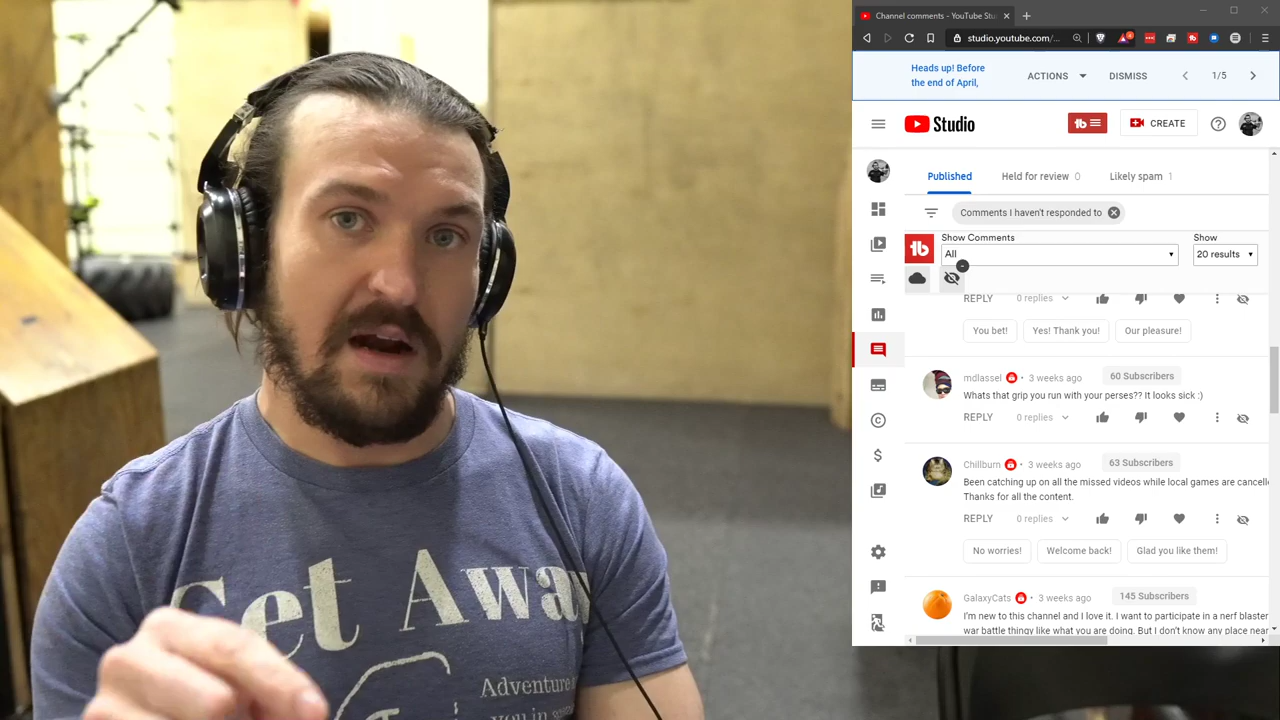 Channel comments - YouTube Stu
studio.youtube.com/...
4
Heads up! Before
the end of April,
ACTIONS
DISMISS
1/5
Studio
CREATE
Published
Held for review 0
Likely spam 1
Comments I haven't responded to
Show Comments
Show
All
20 results
REPLY 0 replies
You bet!
Yes! Thank you!
Our pleasure!
mdlassel • 3 weeks ago 60 Subscribers
Whats that grip you run with your perses?? It looks sick :)
REPLY 0 replies
Chillburn • 3 weeks ago 63 Subscribers
Been catching up on all the missed videos while local games are cancelle
Thanks for all the content.
REPLY 0 replies
No worries!
Welcome back!
Glad you like them!
GalaxyCats • 3 weeks ago 145 Subscribers
I'm new to this channel and I love it. I want to participate in a nerf blaster
war battle thingy like what you are doing. But I don't know any place near
Get Away
Adventure
you in